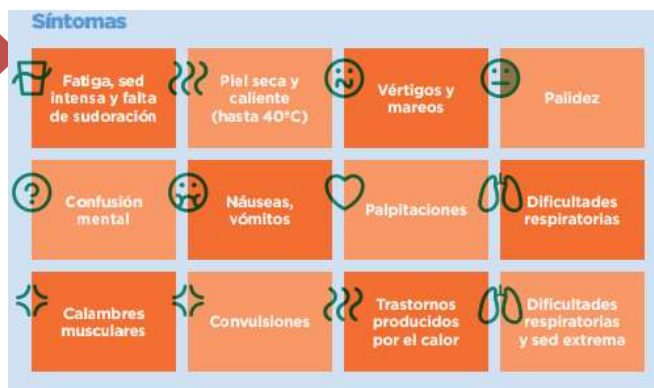 Síntomas
Fatiga, sed
intensa y falta
de sudoración
Piel seca y
caliente
(hasta 40ºC)
Vértigos y
mareos
Palidez
Confusión
mental
Náuseas,
vómitos
Palpitaciones
Dificultades
respiratorias
Calambres
musculares
Convulsiones
Trastornos
producidos
por el calor
Dificultades
respiratorias
y sed extrema